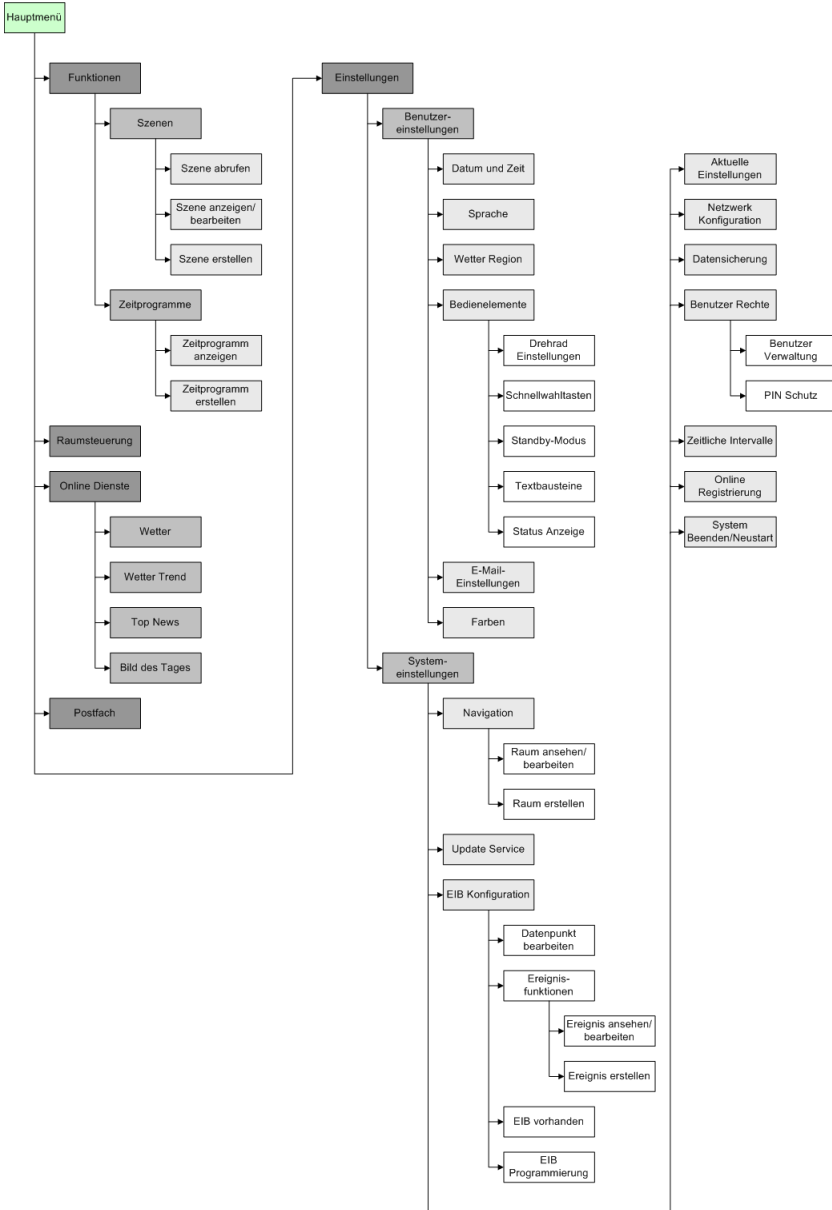 Hauptmenü
Funktionen
Szenen
Szene abrufen
Szene anzeigen/
bearbeiten
Szene erstellen
Zeitprogramme
Zeitprogramm
anzeigen
Zeitprogramm
erstellen
Raumsteuerung
Online Dienste
Wetter
Wetter Trend
Top News
Bild des Tages
Postfach
Einstellungen
Benutzer-
einstellungen
Datum und Zeit
Sprache
Wetter Region
Bedienelemente
Drehrad
Einstellungen
Schnellwahltasten
Standby-Modus
Textbausteine
Status Anzeige
E-Mail-
Einstellungen
Farben
System-
einstellungen
Navigation
Raum ansehen/
bearbeiten
Raum erstellen
Update Service
EIB Konfiguration
Datenpunkt
bearbeiten
Ereignis-
funktionen
Ereignis ansehen/
bearbeiten
Ereignis erstellen
EIB vorhanden
EIB
Programmierung
Aktuelle
Einstellungen
Netzwerk
Konfiguration
Datensicherung
Benutzer Rechte
Benutzer
Verwaltung
PIN Schutz
Zeitliche Intervalle
Online
Registrierung
System
Beenden/Neustart